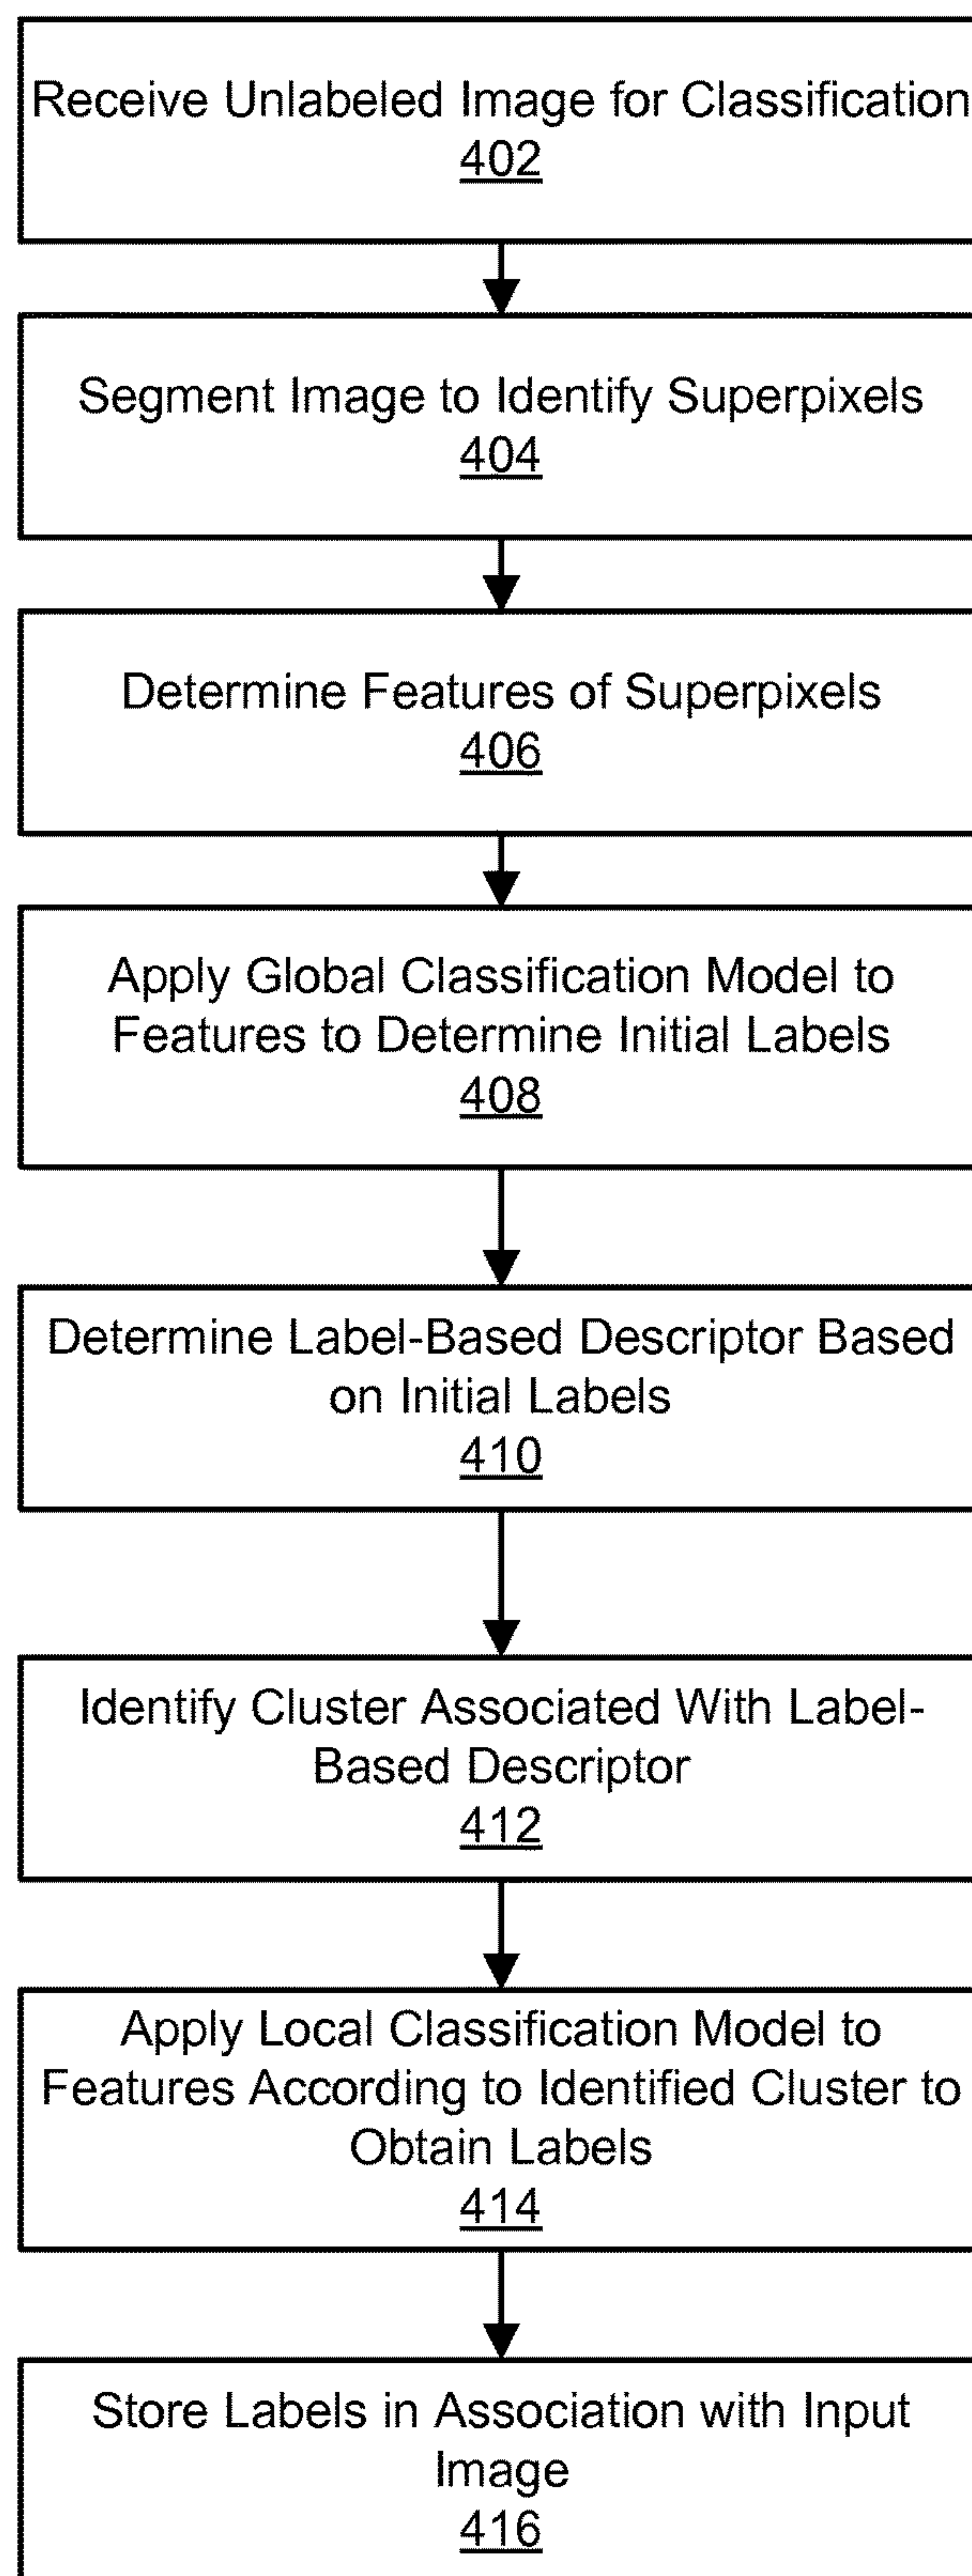 Receive Unlabeled Image for Classification
402
Segment Image to Identify Superpixels
404
Determine Features of Superpixels
406
Apply Global Classification Model to
Features to Determine Initial Labels
408
Determine Label-Based Descriptor Based
on Initial Labels
410
Identify Cluster Associated With Label-
Based Descriptor
412
Apply Local Classification Model to
Features According to Identified Cluster to
Obtain Labels
414
Store Labels in Association with Input
Image
416